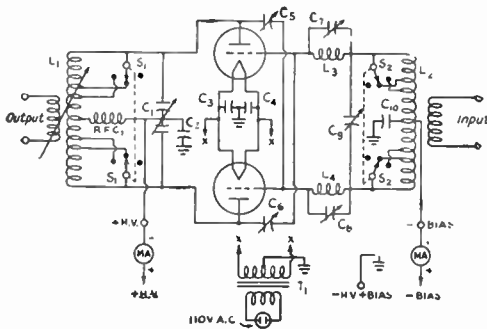 C5
C7
L1
S1
L3
S2
L2
C3
C4
C10
Output
RFC1
C1
C2
x
x
C9
Input
S1
L4
S2
+H.V.
C6
C8
- BIAS
-
MA
+
+H.V.
x
x
T1
110V A.C
-HV+BIAS
-
MA
+
- BIAS